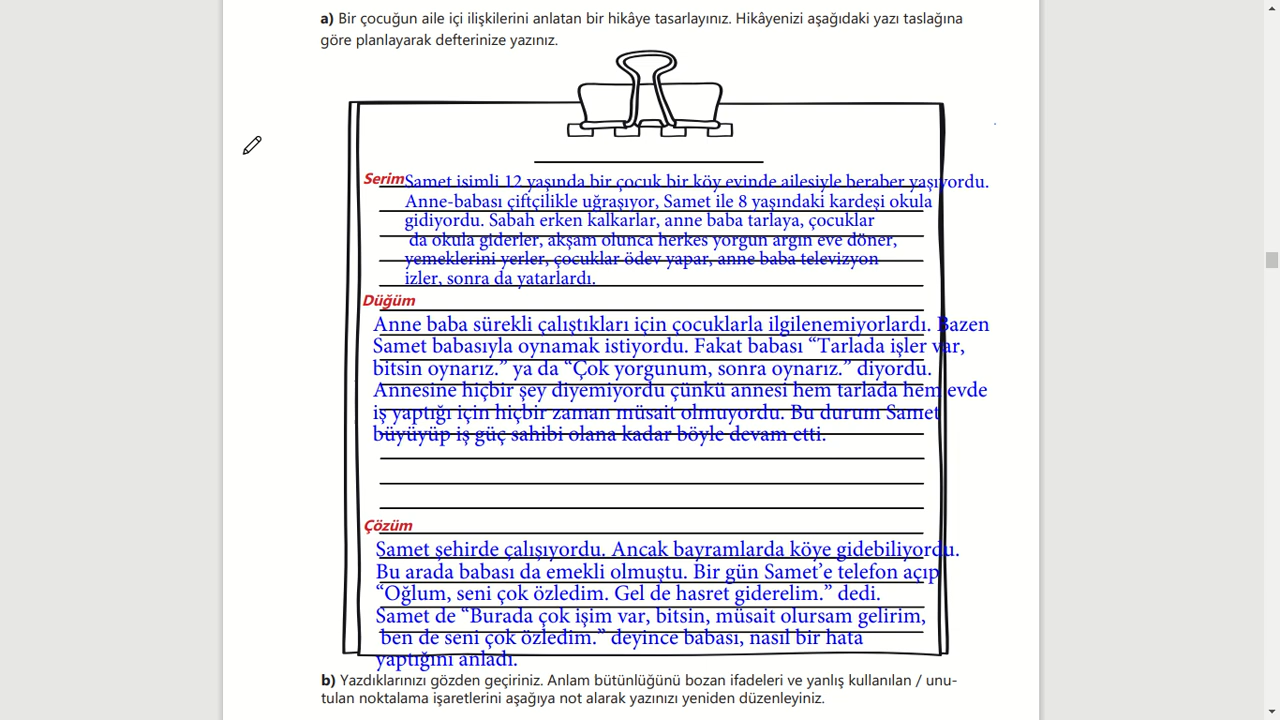 a) Bir çocuğun aile içi ilişkilerini anlatan bir hikâye tasarlayınız. Hikâyenizi aşağıdaki yazı taslağına
göre planlayarak defterinize yazınız.
Serim Samet isimli 12 yaşında bir çocuk bir köy evinde ailesiyle beraber yaşıyordu.
Anne-babası çiftçilikle uğraşıyor, Samet ile 8 yaşındaki kardeşi okula
gidiyordu. Sabah erken kalkarlar, anne baba tarlaya, çocuklar
da okula giderler, akşam olunca herkes yorgun argın eve döner,
yemeklerini yerler, çocuklar ödev yapar, anne baba televizyon
izler, sonra da yatarlardı.
Düğüm
Anne baba sürekli çalıştıkları için çocuklarla ilgilenemiyorlardı. Bazen
Samet babasıyla oynamak istiyordu. Fakat babası “Tarlada işler var,
bitsin oynarız.” ya da “Çok yorgunum, sonra oynarız.” diyordu.
Annesine hiçbir şey diyemiyordu çünkü annesi hem tarlada hem evde
iş yaptığı için hiçbir zaman müsait olmuyordu. Bu durum Samet
büyüyüp iş güç sahibi olana kadar böyle devam etti.
Çözüm
Samet şehirde çalışıyordu. Ancak bayramlarda köye gidebiliyordu.
Bu arada babası da emekli olmuştu. Bir gün Samet’e telefon açıp
“Oğlum, seni çok özledim. Gel de hasret giderelim.” dedi.
Samet de “Burada çok işim var, bitsin, müsait olursam gelirim,
ben de seni çok özledim.” deyince babası, nasıl bir hata
yaptığını anladı.
b) Yazdıklarınızı gözden geçiriniz. Anlam bütünlüğünü bozan ifadeleri ve yanlış kullanılan / unu-
tulan noktalama işaretlerini aşağıya not alarak yazınızı yeniden düzenleyiniz.